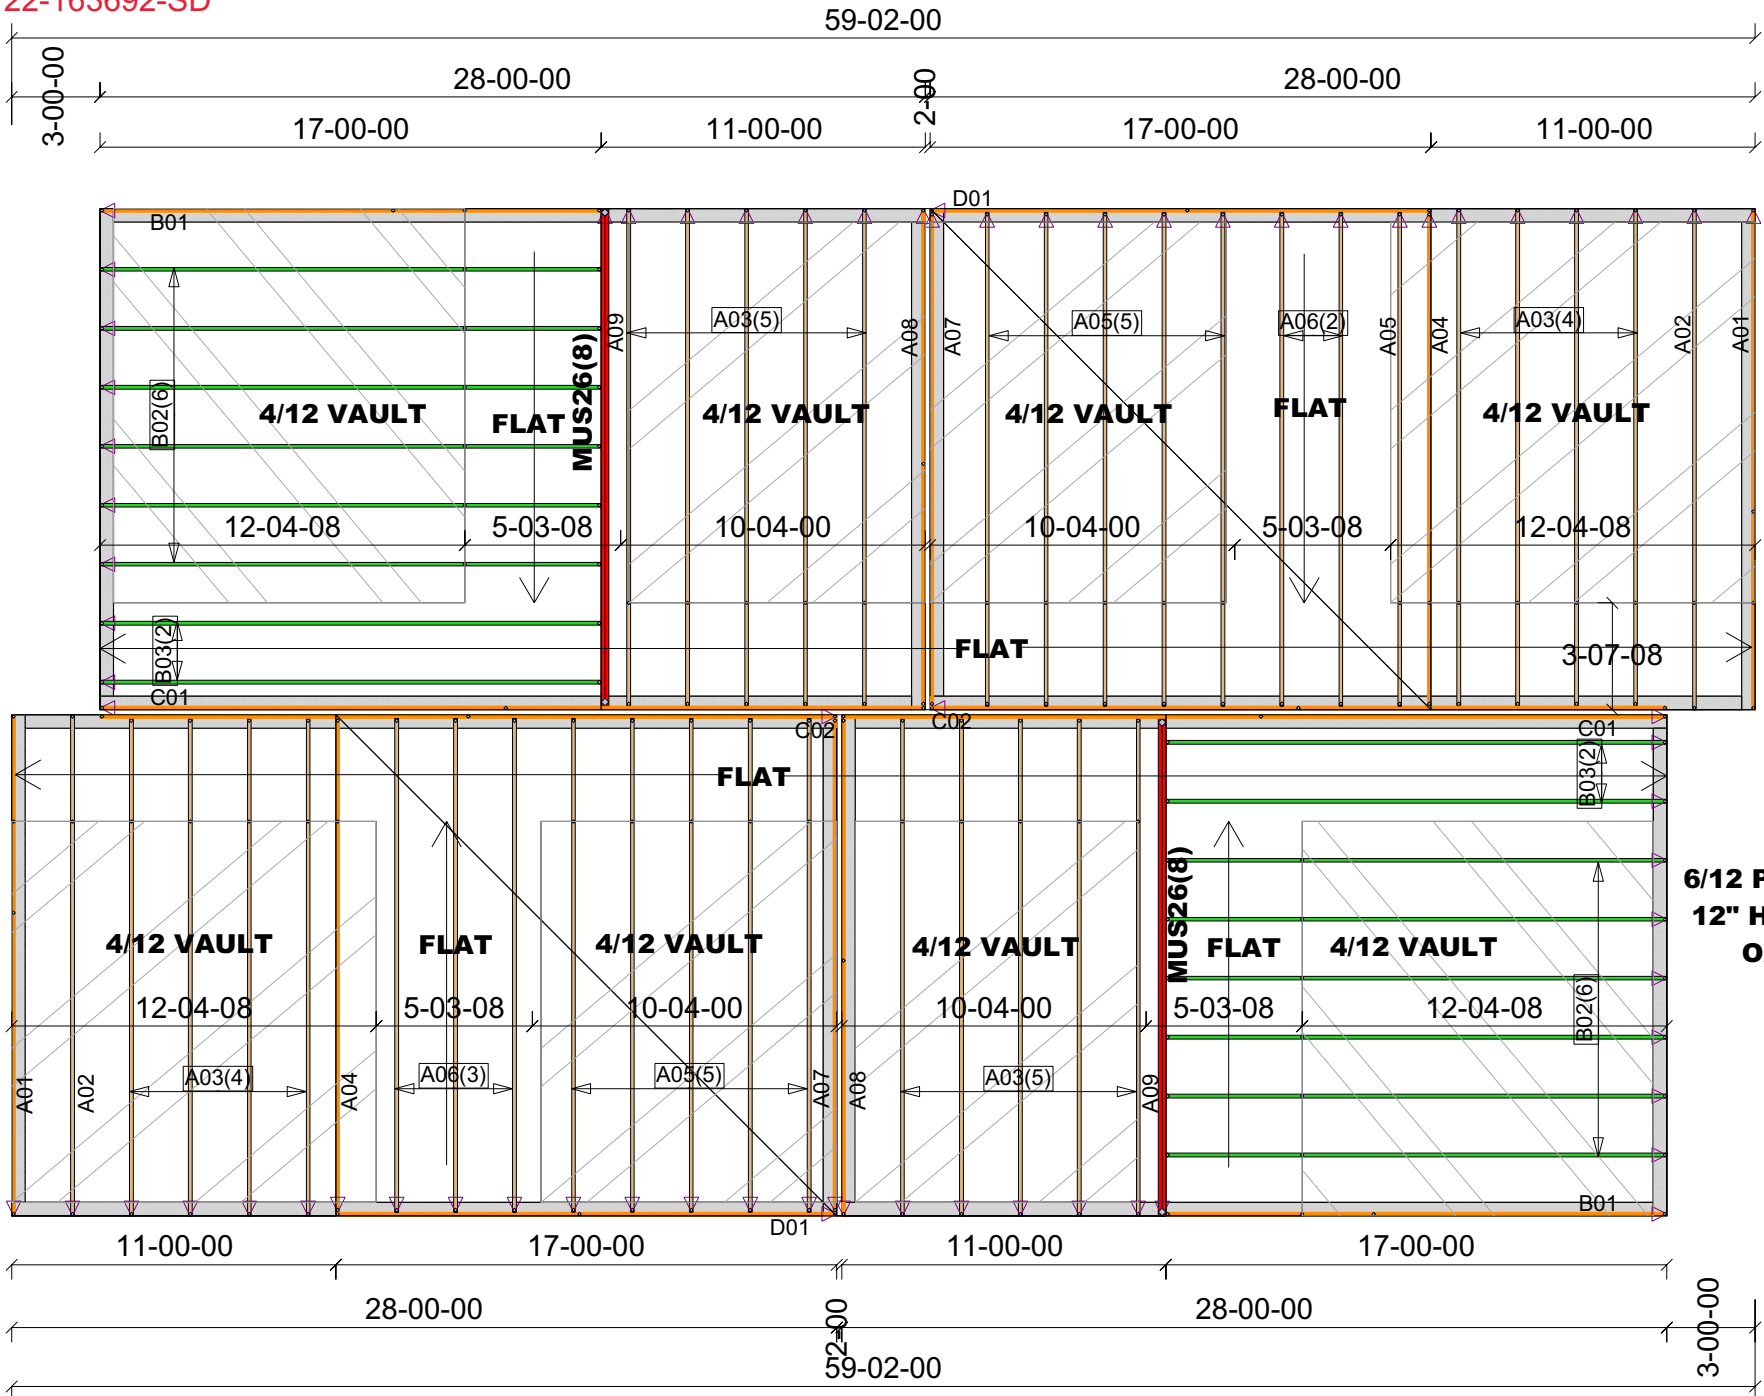 22-163692-SD
59-02-00
3-00-00
28-00-00
2-00
28-00-00
17-00-00
11-00-00
17-00-00
11-00-00
B01
D01
A09
A03(5)
A08
A07
A05(5)
A06(2)
A05
A04
A03(4)
A02
A01
B02(6)
MUS26(8)
4/12 VAULT
FLAT
4/12 VAULT
4/12 VAULT
FLAT
4/12 VAULT
12-04-08
5-03-08
10-04-00
10-04-00
5-03-08
12-04-08
B03(2)
FLAT
3-07-08
C01
C02
C02
C01
FLAT
B03(2)
MUS26(8)
6/12 P
12" H
O
4/12 VAULT
FLAT
4/12 VAULT
4/12 VAULT
FLAT
4/12 VAULT
12-04-08
5-03-08
10-04-00
10-04-00
5-03-08
12-04-08
B02(6)
A01
A02
A03(4)
A04
A06(3)
A05(5)
A07
A08
A03(5)
A09
D01
B01
11-00-00
17-00-00
11-00-00
17-00-00
28-00-00
2-00
28-00-00
3-00-00
59-02-00